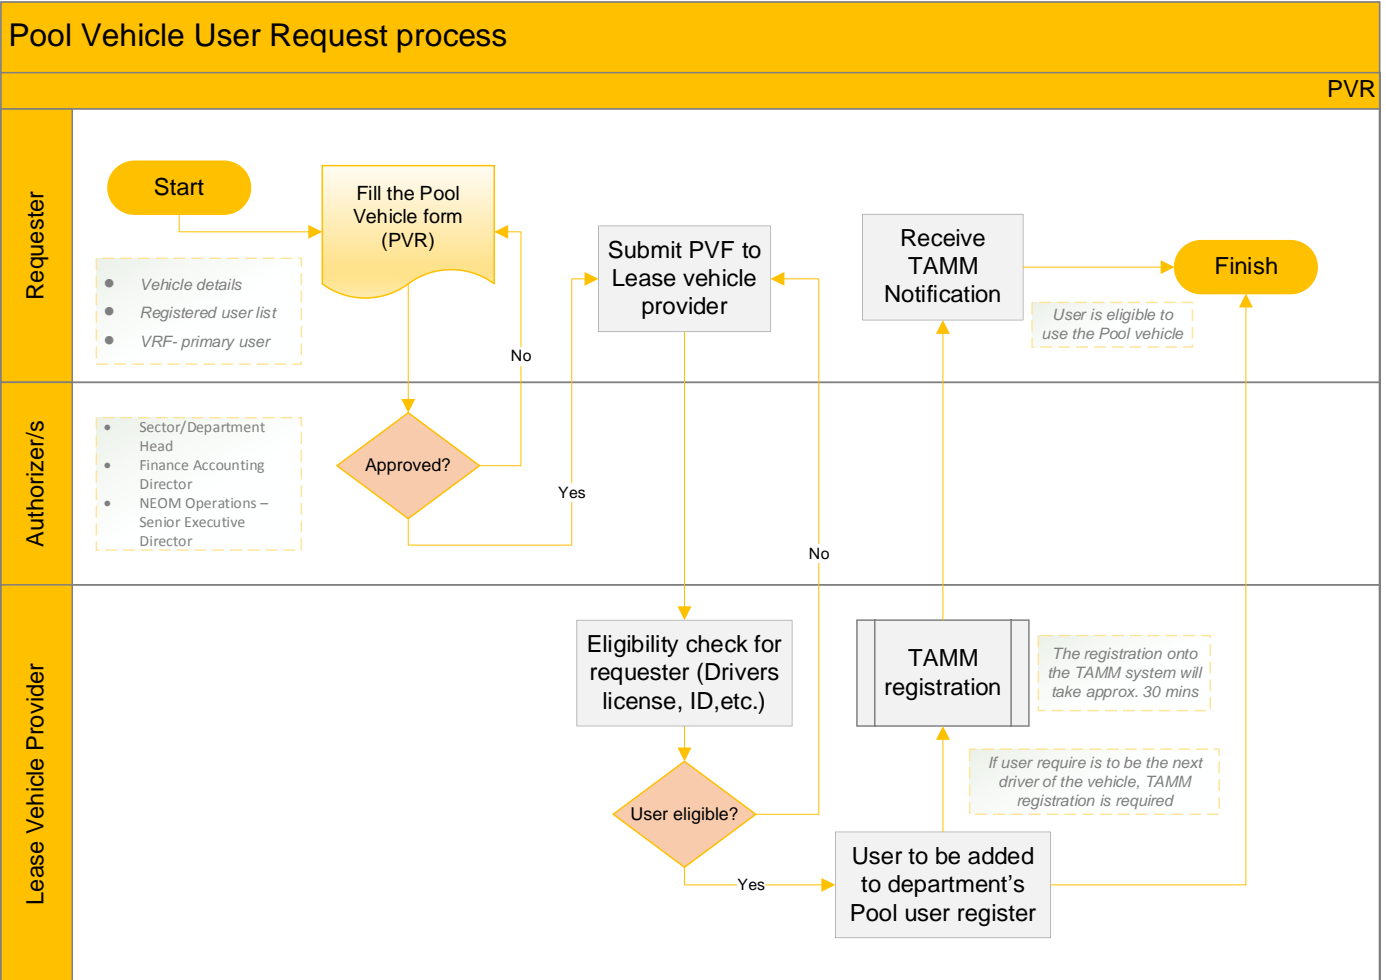 Pool Vehicle User Request process
PVR
Requester
Start
Fill the Pool
Vehicle form
(PVR)
● Vehicle details
● Registered user list
● VRF- primary user
No
Submit PVF to
Lease vehicle
provider
Receive
TAMM
Notification
Finish
User is eligible to
use the Pool vehicle
Authorizer/s
• Sector/Department
Head
• Finance Accounting
Director
• NEOM Operations –
Senior Executive
Director
Approved?
Yes
No
Lease Vehicle Provider
Eligibility check for
requester (Drivers
license, ID,etc.)
User eligible?
Yes
TAMM
registration
The registration onto
the TAMM system will
take approx. 30 mins
If user require is to be the next
driver of the vehicle, TAMM
registration is required
User to be added
to department’s
Pool user register